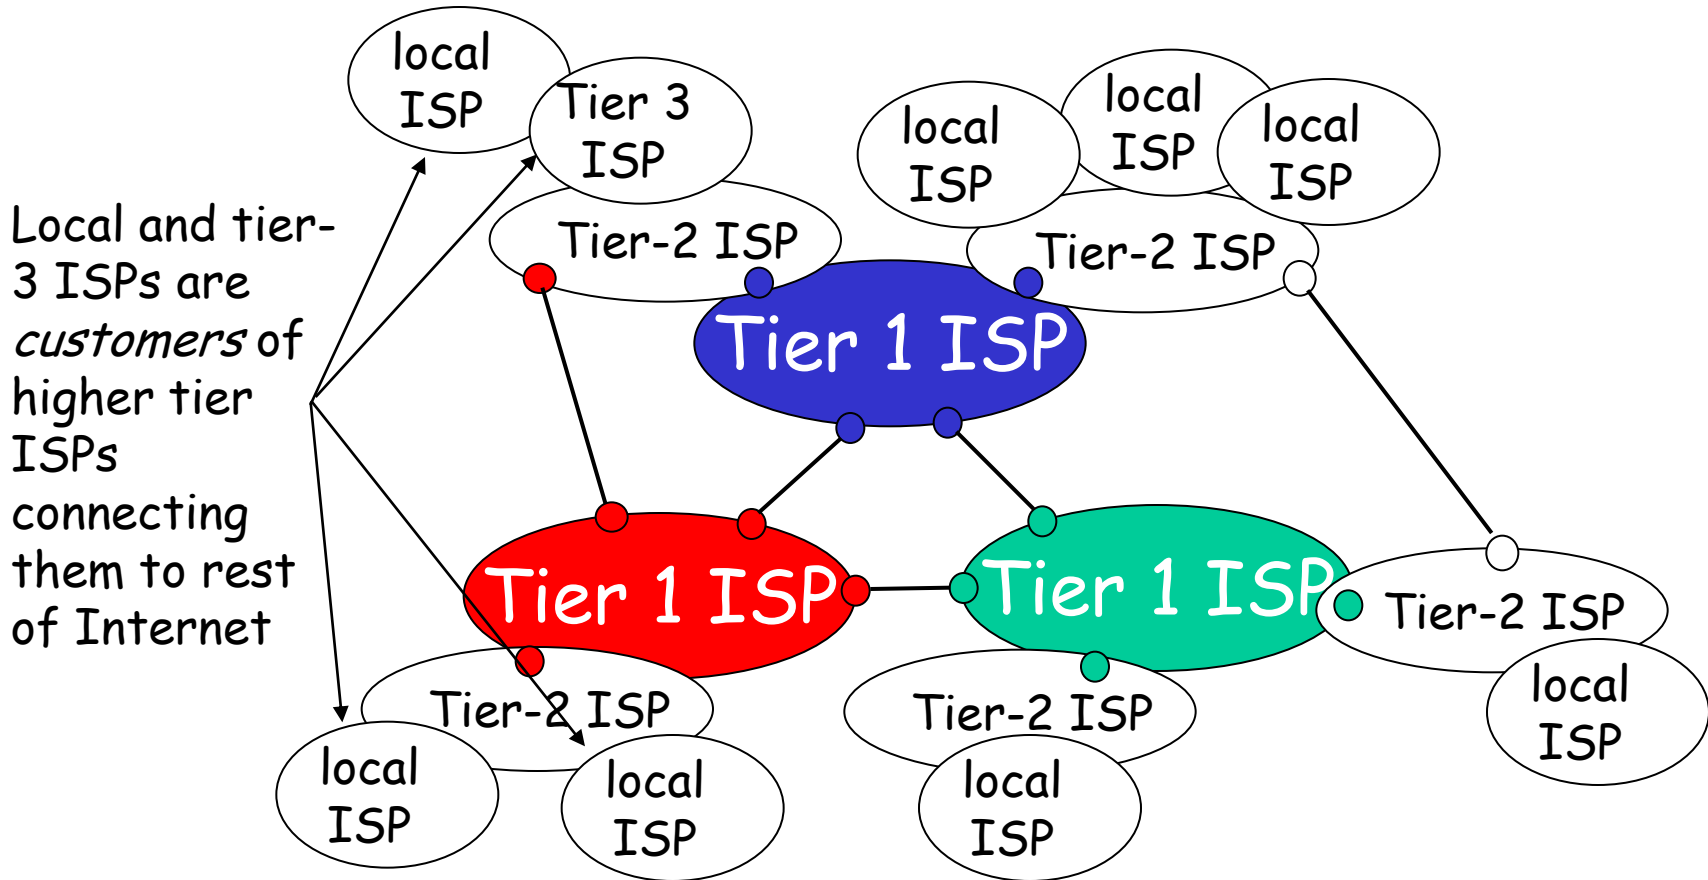 local
ISP
Tier 3
ISP
local
ISP
local
ISP
local
ISP
Local and tier-
3 ISPs are
customers of
higher tier
ISPs
connecting
them to rest
of Internet
Tier-2 ISP
Tier-2 ISP
Tier 1 ISP
Tier 1 ISP
Tier 1 ISP
Tier-2 ISP
local
ISP
Tier-2 ISP
Tier-2 ISP
local
ISP
local
ISP
local
ISP